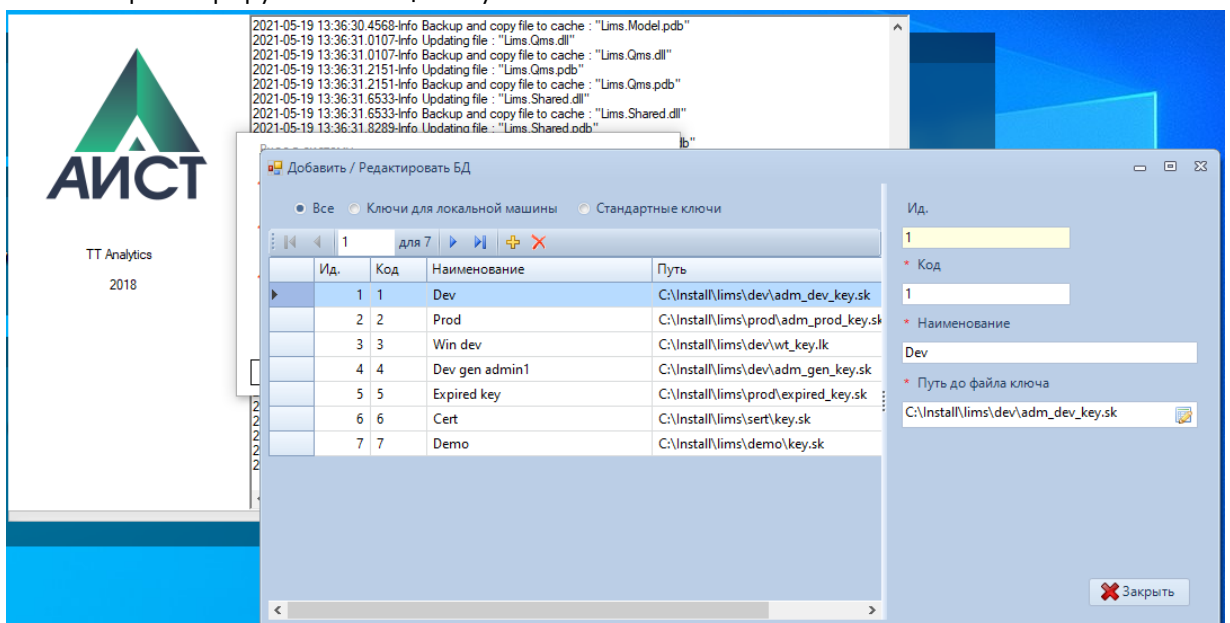 2021-05-19 13:36:30.4568-Info Backup and copy file to cache : "Lims.Model.pdb"
2021-05-19 13:36:31.0107-Info Updating file : "Lims.Qms.dll"
2021-05-19 13:36:31.0107-Info Backup and copy file to cache : "Lims.Qms.dll"
2021-05-19 13:36:31.2151-Info Updating file : "Lims.Qms.pdb"
2021-05-19 13:36:31.2151-Info Backup and copy file to cache : "Lims.Qms.pdb"
2021-05-19 13:36:31.6533-Info Updating file : "Lims.Shared.dll"
2021-05-19 13:36:31.6533-Info Backup and copy file to cache : "Lims.Shared.dll"
2021-05-19 13:36:31.8289-Info Updating file : "Lims.Shared.pdb"
АИСТ
TT Analytics
2018
Добавить / Редактировать БД
Все Ключи для локальной машины Стандартные ключи
1 для 7
Ид. Код Наименование Путь
1 1 Dev C:\Install\lims\dev\adm_dev_key.sk
2 2 Prod C:\Install\lims\prod\adm_prod_key.sk
3 3 Win dev C:\Install\lims\dev\wt_key.lk
4 4 Dev gen admin1 C:\Install\lims\dev\adm_gen_key.sk
5 5 Expired key C:\Install\lims\prod\expired_key.sk
6 6 Cert C:\Install\lims\sert\key.sk
7 7 Demo C:\Install\lims\demo\key.sk
Ид.
1
* Код
1
* Наименование
Dev
* Путь до файла ключа
C:\Install\lims\dev\adm_dev_key.sk
Закрыть